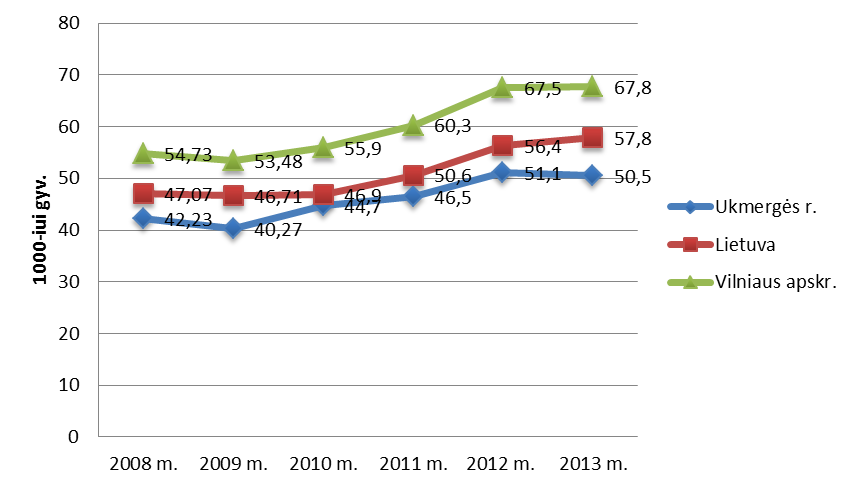 80
70
60
50
40
30
20
10
0
1000-iui gyv.
54,73
53,48
55,9
60,3
67,5
67,8
47,07
46,71
46,9
50,6
56,4
57,8
42,23
40,27
44,7
46,5
51,1
50,5
2008 m.
2009 m.
2010 m.
2011 m.
2012 m.
2013 m.
Ukmergės r.
Lietuva
Vilniaus apskr.